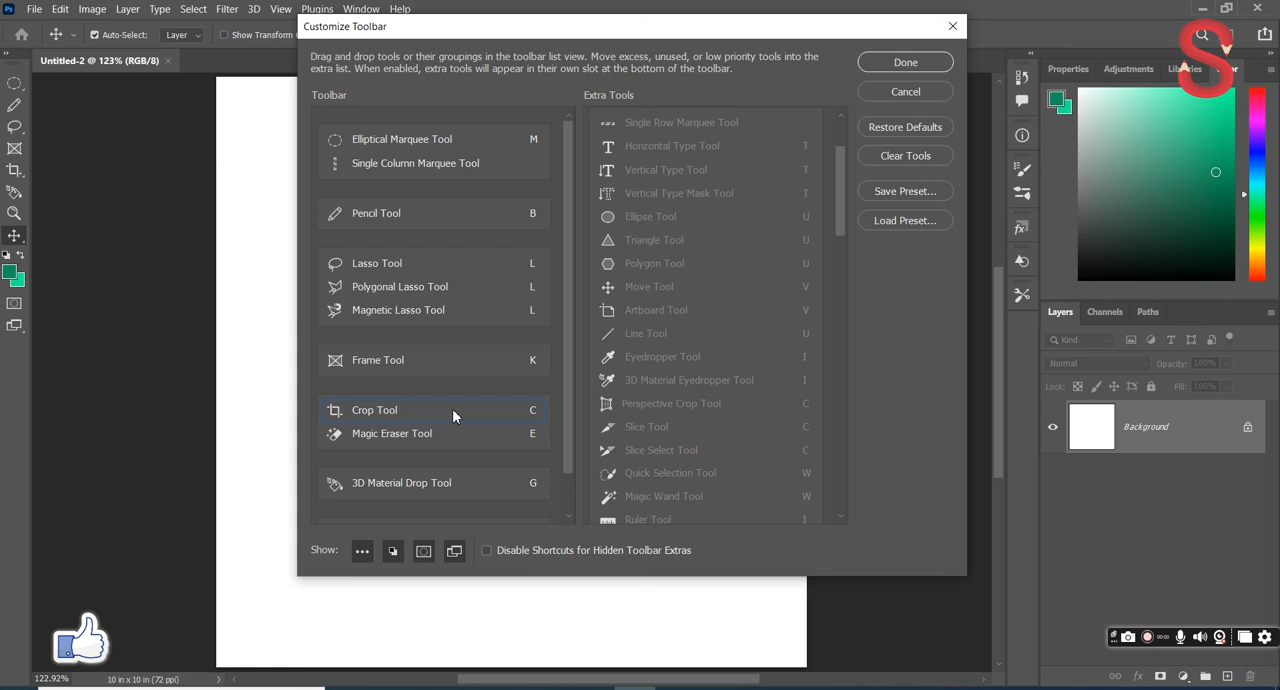 Ps File Edit Image Layer Type Select Filter 3D View Plugins Window Help
Customize Toolbar
Auto-Select: Layer Show Transform
Drag and drop tools or their groupings in the toolbar list view. Move excess, unused, or low priority tools into the
extra list. When enabled, extra tools will appear in their own slot at the bottom of the toolbar.
Untitled-2 @ 123% (RGB/8)
Toolbar
Extra Tools
Elliptical Marquee Tool M
Single Column Marquee Tool
Pencil Tool B
Lasso Tool L
Polygonal Lasso Tool L
Magnetic Lasso Tool L
Frame Tool K
Crop Tool C
Magic Eraser Tool E
3D Material Drop Tool G
Single Row Marquee Tool
Horizontal Type Tool T
Vertical Type Tool T
Vertical Type Mask Tool T
Ellipse Tool U
Triangle Tool U
Polygon Tool U
Move Tool V
Artboard Tool V
Line Tool U
Eyedropper Tool I
3D Material Eyedropper Tool I
Perspective Crop Tool C
Slice Tool C
Slice Select Tool C
Quick Selection Tool W
Magic Wand Tool W
Ruler Tool I
Done
Cancel
Restore Defaults
Clear Tools
Save Preset...
Load Preset...
Show: Disable Shortcuts for Hidden Toolbar Extras
S
Properties Adjustments Libraries
Layers Channels Paths
Kind
Normal Opacity: 100%
Lock: Fill: 100%
Background
00:00
122.92% 10 in x 10 in (72 ppi)
fx